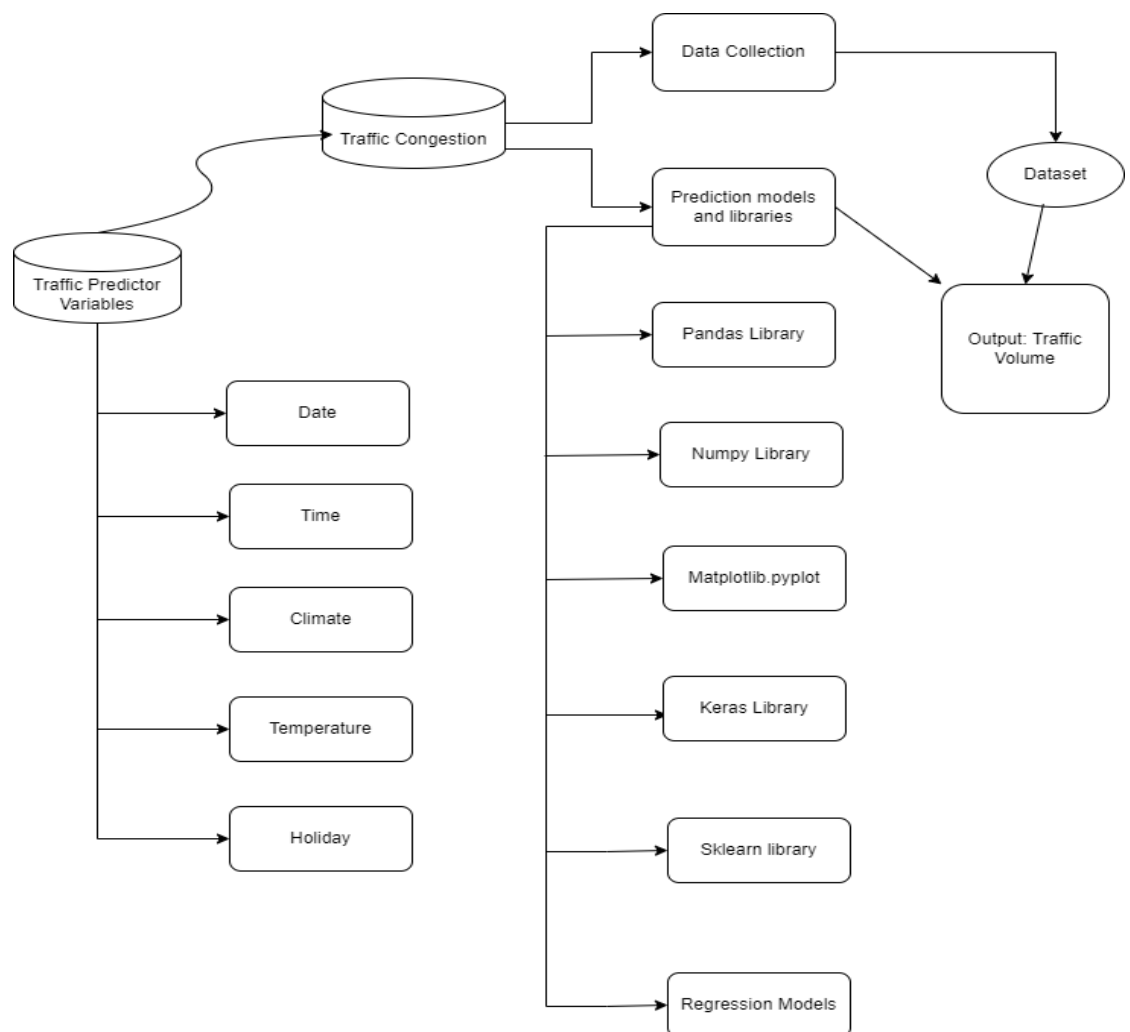 Data Collection
Traffic Congestion
Dataset
Prediction models
and libraries
Traffic Predictor
Variables
Output: Traffic
Volume
Pandas Library
Date
Numpy Library
Time
Matplotlib.pyplot
Climate
Keras Library
Temperature
Holiday
Sklearn library
Regression Models